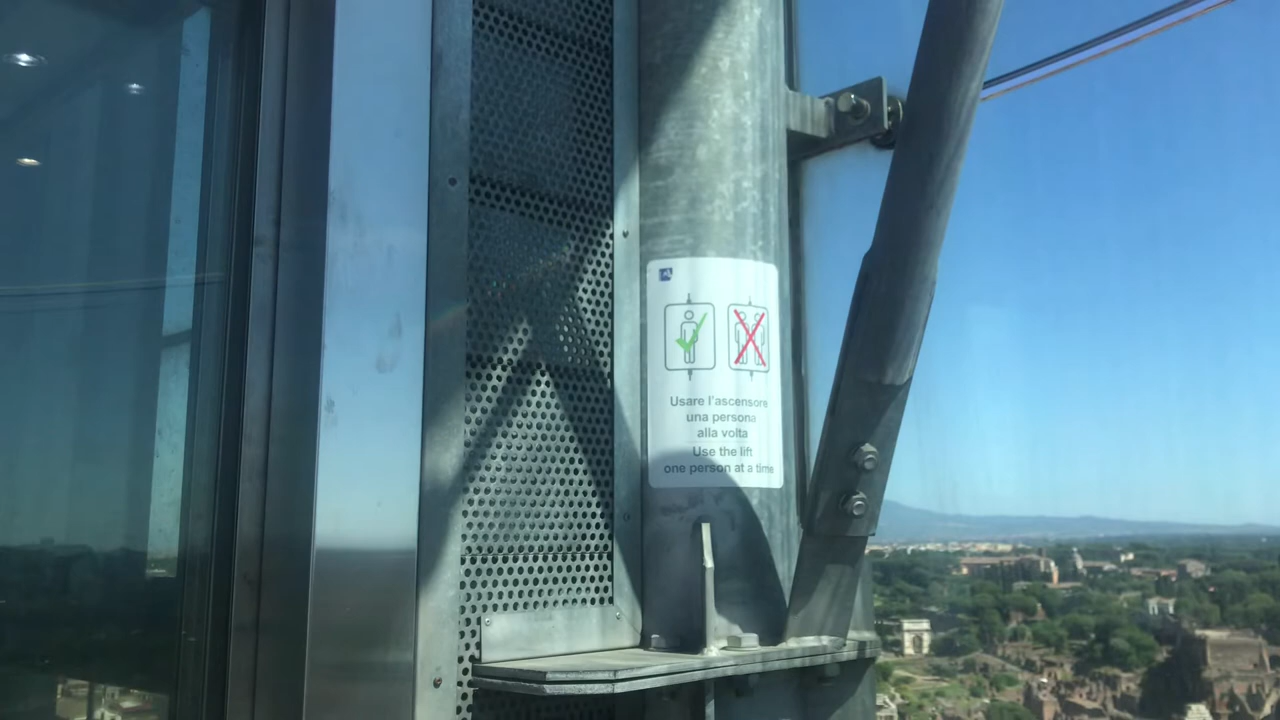 Usare l'ascensore
una persona
alla volta
Use the lift
one person at a time